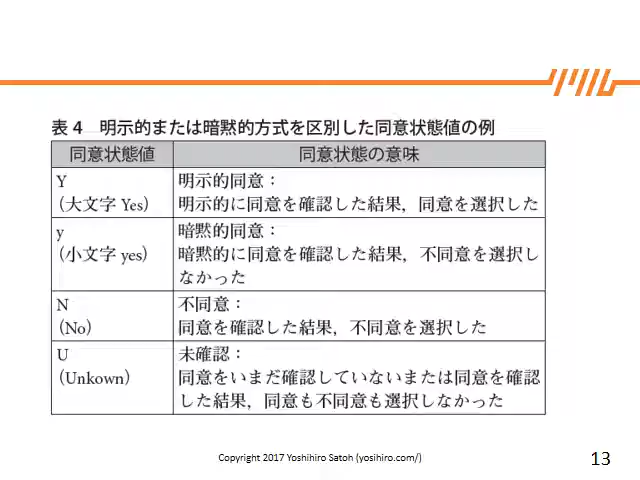 表 4　明示的または暗黙的方式を区別した同意状態値の例
同意状態値
同意状態の意味
Y
（大文字 Yes）
明示的同意：
明示的に同意を確認した結果，同意を選択した
y
（小文字 yes）
暗黙的同意：
暗黙的に同意を確認した結果，不同意を選択し
なかった
N
（No）
不同意：
同意を確認した結果，不同意を選択した
U
（Unkown）
未確認：
同意をいまだ確認していないまたは同意を確認
した結果，同意も不同意も選択しなかった
Copyright 2017 Yoshihiro Satoh (yosihiro.com/)
13